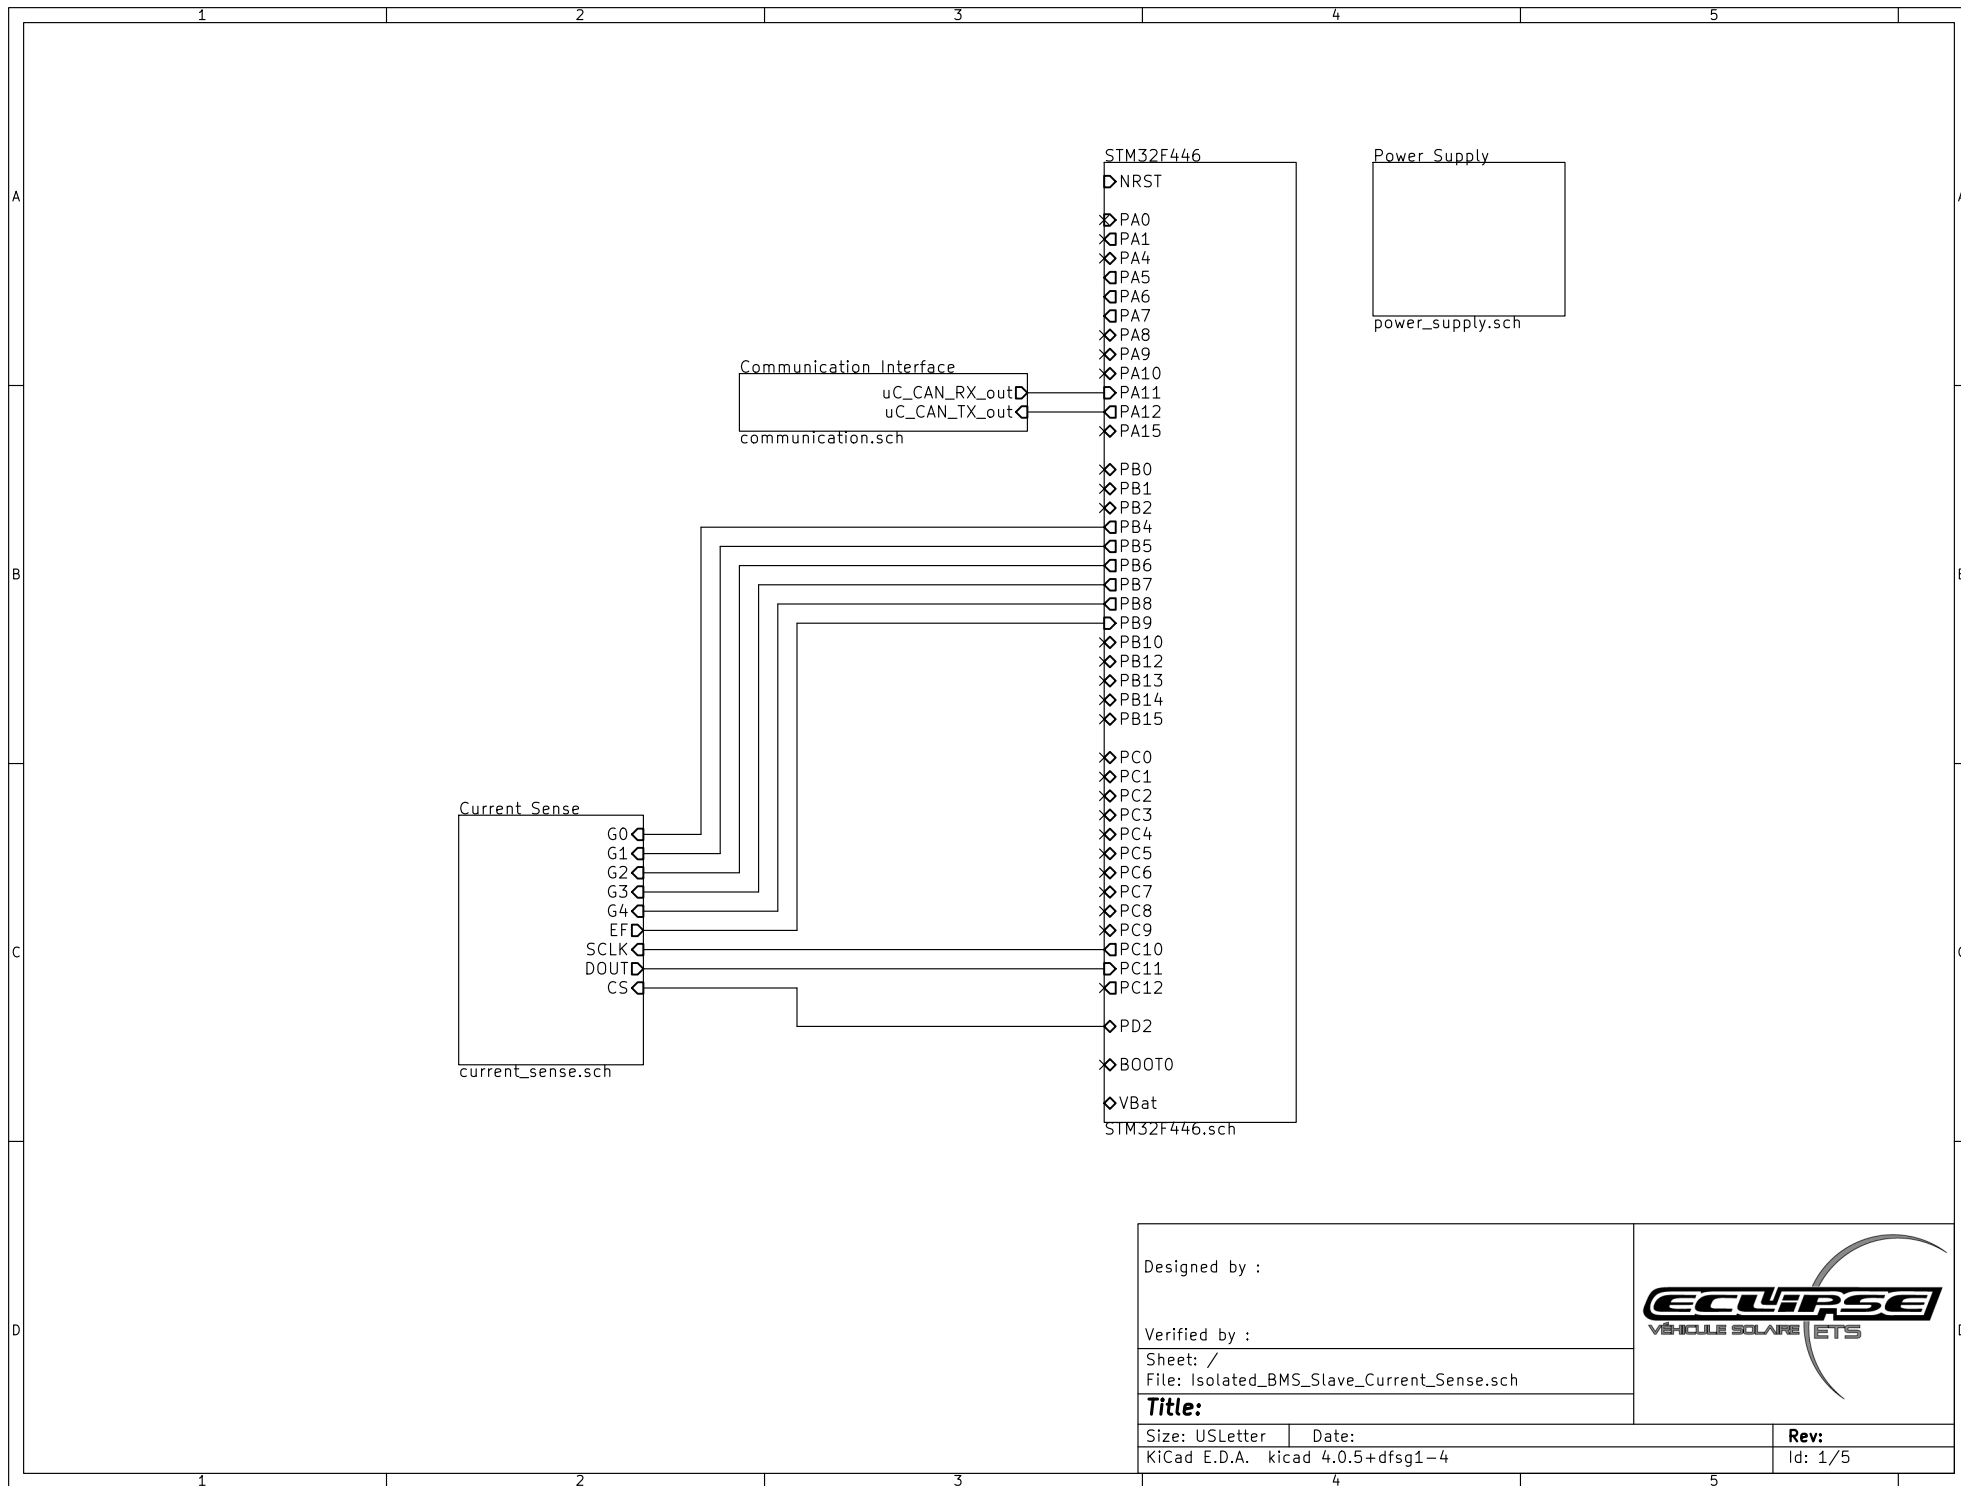 1 2 3 4 5
A
B
C
D
STM32F446
NRST
PA0
PA1
PA4
PA5
PA6
PA7
PA8
PA9
PA10
PA11
PA12
PA15
PB0
PB1
PB2
PB4
PB5
PB6
PB7
PB8
PB9
PB10
PB12
PB13
PB14
PB15
PC0
PC1
PC2
PC3
PC4
PC5
PC6
PC7
PC8
PC9
PC10
PC11
PC12
PD2
BOOT0
VBat
STM32F446.sch
Power Supply
power_supply.sch
Communication Interface
uC_CAN_RX_out
uC_CAN_TX_out
communication.sch
Current Sense
G0
G1
G2
G3
G4
EF
SCLK
DOUT
CS
current_sense.sch
Designed by :
Verified by :
Sheet: /
File: Isolated_BMS_Slave_Current_Sense.sch
Title:
Size: USLetter Date: Rev:
KiCad E.D.A. kicad 4.0.5+dfsg1-4 Id: 1/5
ECLIPSE
VÉHICULE SOLAIRE ETS
1 2 3 4 5